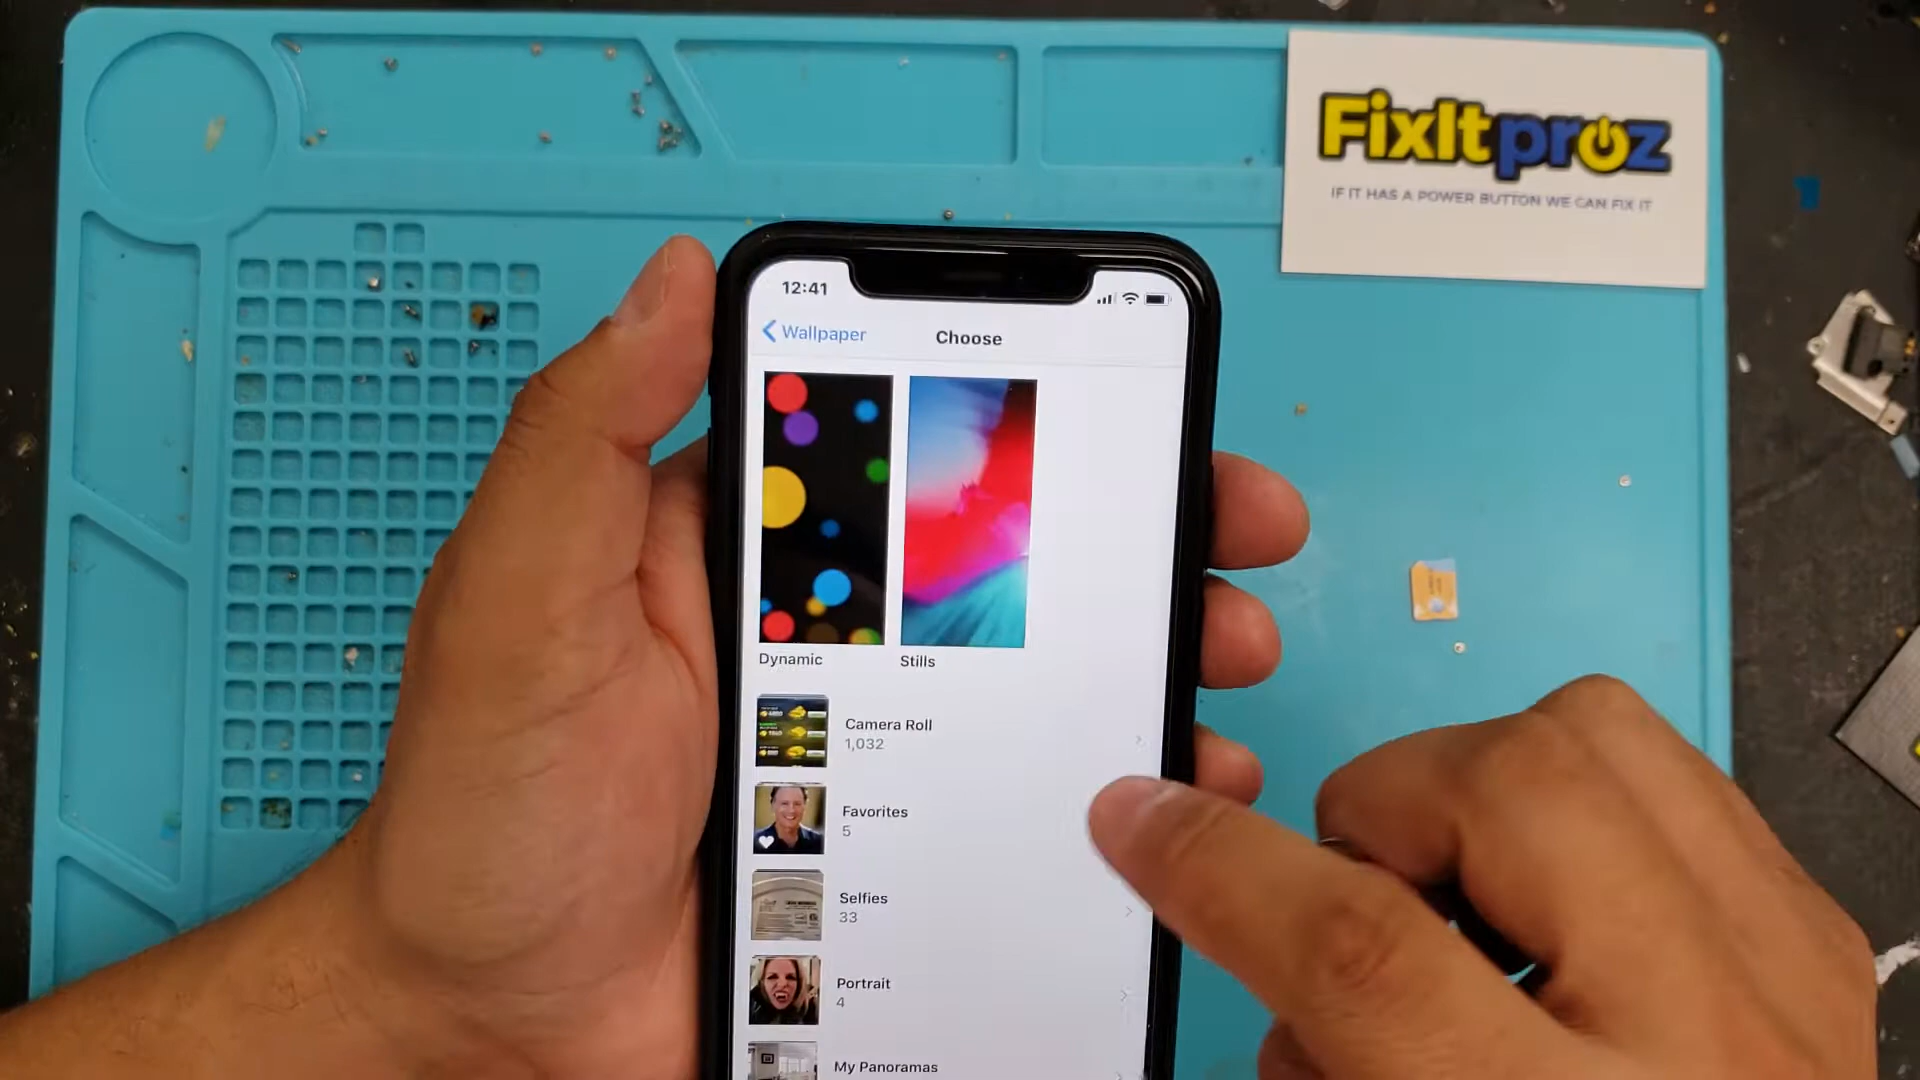 FixItproz
IF IT HAS A POWER BUTTON WE CAN FIX IT
12:41
Wallpaper
Choose
Dynamic
Stills
Camera Roll
1,032
Favorites
5
Selfies
33
Portrait
4
My Panoramas